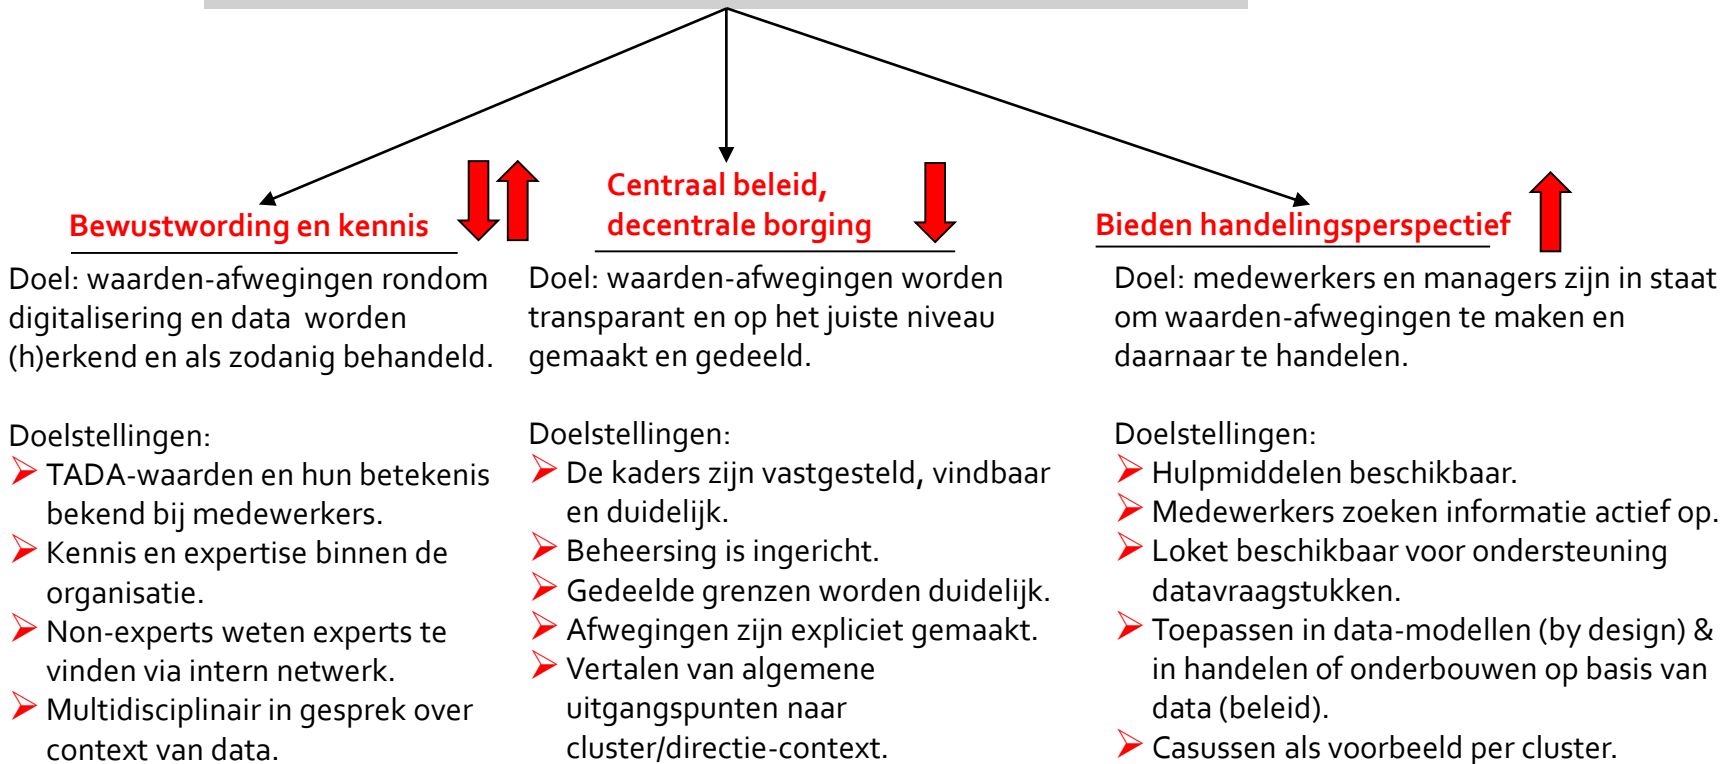 Bewustwording en kennis
Doel: waarden-afwegingen rondom
digitalisering en data worden
(h)erkend en als zodanig behandeld.
Doelstellingen:
TADA-waarden en hun betekenis
bekend bij medewerkers.
Kennis en expertise binnen de
organisatie.
Non-experts weten experts te
vinden via intern netwerk.
Multidisciplinair in gesprek over
context van data.
Centraal beleid,
decentrale borging
Doel: waarden-afwegingen worden
transparant en op het juiste niveau
gemaakt en gedeeld.
Doelstellingen:
De kaders zijn vastgesteld, vindbaar
en duidelijk.
Beheersing is ingericht.
Gedeelde grenzen worden duidelijk.
Afwegingen zijn expliciet gemaakt.
Vertalen van algemene
uitgangspunten naar
cluster/directie-context.
Bieden handelingsperspectief
Doel: medewerkers en managers zijn in staat
om waarden-afwegingen te maken en
daarnaar te handelen.
Doelstellingen:
Hulpmiddelen beschikbaar.
Medewerkers zoeken informatie actief op.
Loket beschikbaar voor ondersteuning
datavraagstukken.
Toepassen in data-modellen (by design) &
in handelen of onderbouwen op basis van
data (beleid).
Casussen als voorbeeld per cluster.